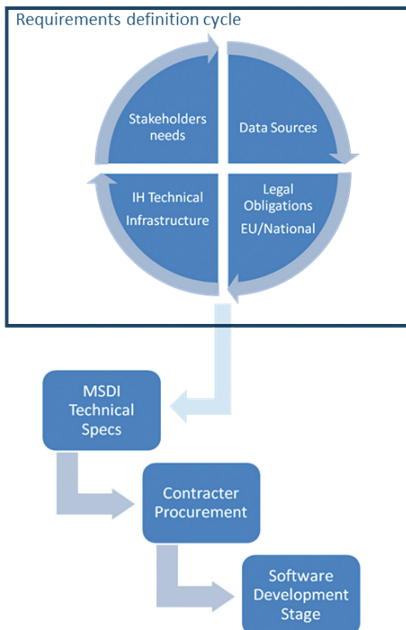 Requirements definition cycle
Stakeholders
needs
Data Sources
IH Technical
Infrastructure
Legal
Obligations
EU/National
MSDI
Technical
Specs
Contracter
Procurement
Software
Development
Stage